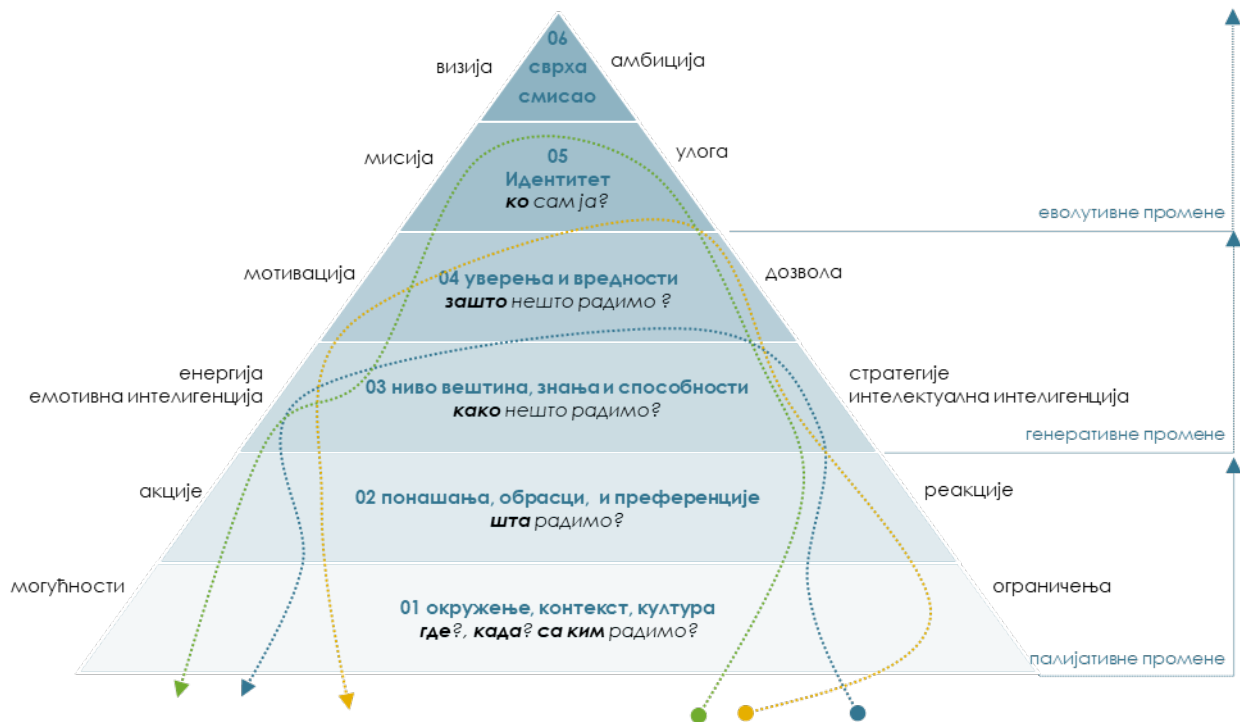 06
сврха
смисао
визија
амбиција
мисија
улога
05
Идентитет
ко сам ја?
еволутивне промене
мотивација
дозвола
04 уверења и вредности
зашто нешто радимо ?
енергија
емотивна интелигенција
стратегије
интелектуална интелигенција
03 ниво вештина, знања и способности
како нешто радимо?
генеративне промене
акције
реакције
02 понашања, обрасци, и преференције
шта радимо?
могућности
ограничења
01 окружење, контекст, култура
где?, када? са ким радимо?
палијативне промене